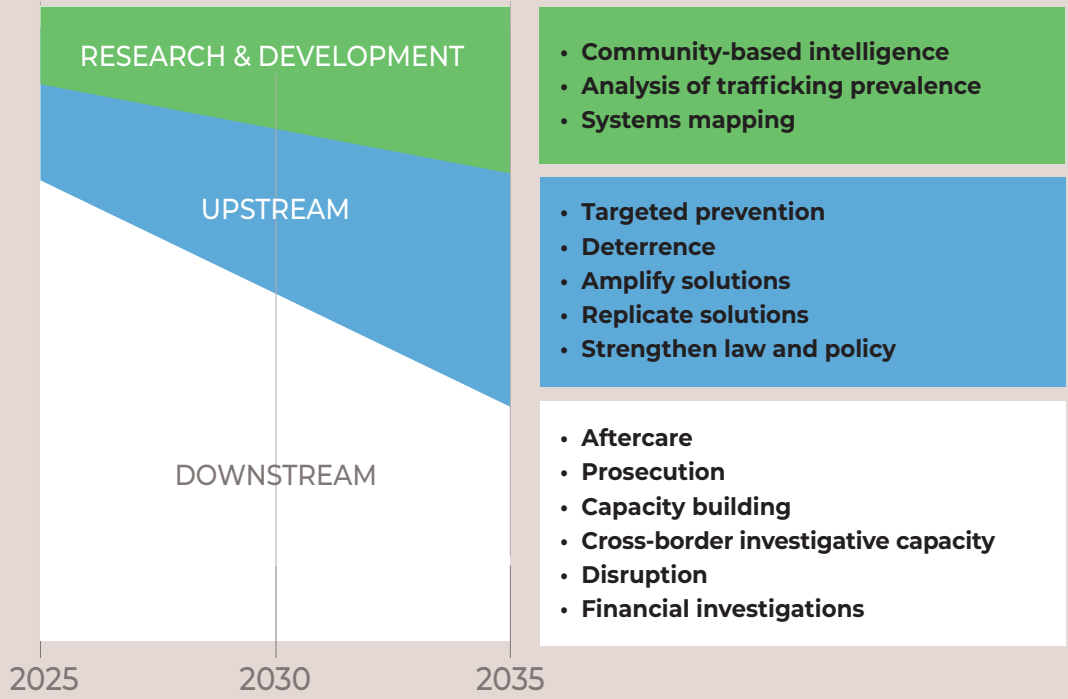 RESEARCH & DEVELOPMENT
UPSTREAM
DOWNSTREAM
2025
2030
2035
• Community-based intelligence
• Analysis of trafficking prevalence
• Systems mapping
• Targeted prevention
• Deterrence
• Amplify solutions
• Replicate solutions
• Strengthen law and policy
• Aftercare
• Prosecution
• Capacity building
• Cross-border investigative capacity
• Disruption
• Financial investigations